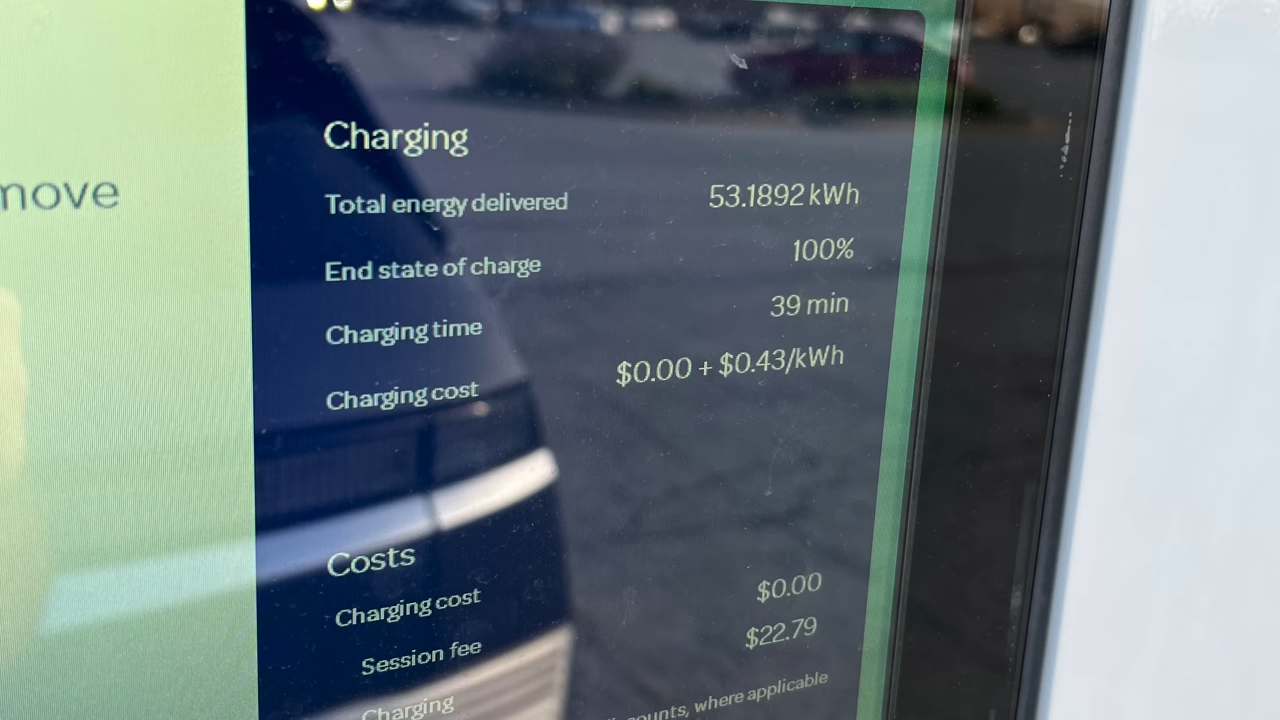 move
Charging
Total energy delivered 53.1892 kWh
End state of charge 100%
Charging time 39 min
Charging cost $0.00 + $0.43/kWh
Costs
Charging cost $0.00
Session fee $22.79
Charging
where applicable